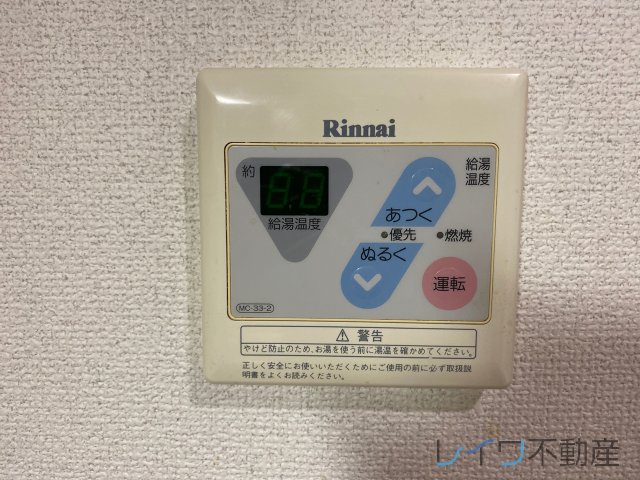 Rinnai
約
給湯温度
給湯
温度
あつく
優先
燃焼
ぬるく
運転
MC-33-2
⚠ 警告
やけど防止のため、お湯を使う前に湯温を確かめてください。
正しく安全にお使いいただくためにご使用の前に必ず取扱説
明書をよくお読みください。
レイワ不動産